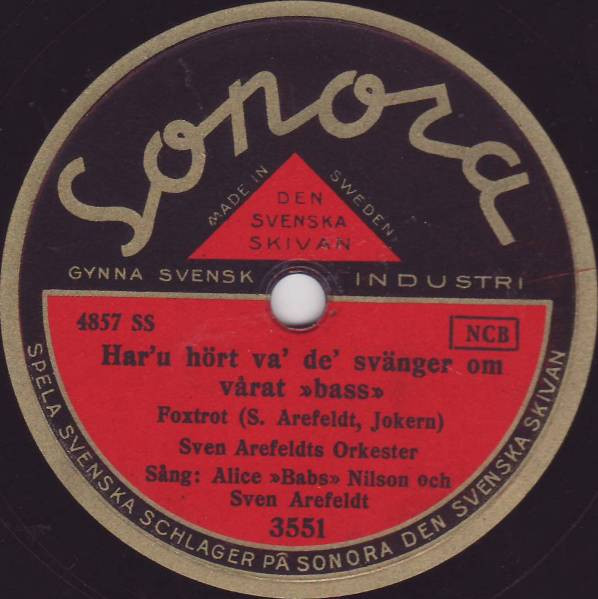 Sonora
MADE IN SWEDEN
DEN
SVENSKA
SKIVAN
GYNNA SVENSK INDUSTRI
4857 SS
NCB
Har'u hört va' de' svänger om
vårat »bass»
Foxtrot (S. Arefeldt, Jokern)
Sven Arefeldts Orkester
Sång: Alice »Babs» Nilson och
Sven Arefeldt
3551
SPELA SVENSKA SCHLAGER PÅ SONORA DEN SVENSKA SKIVAN